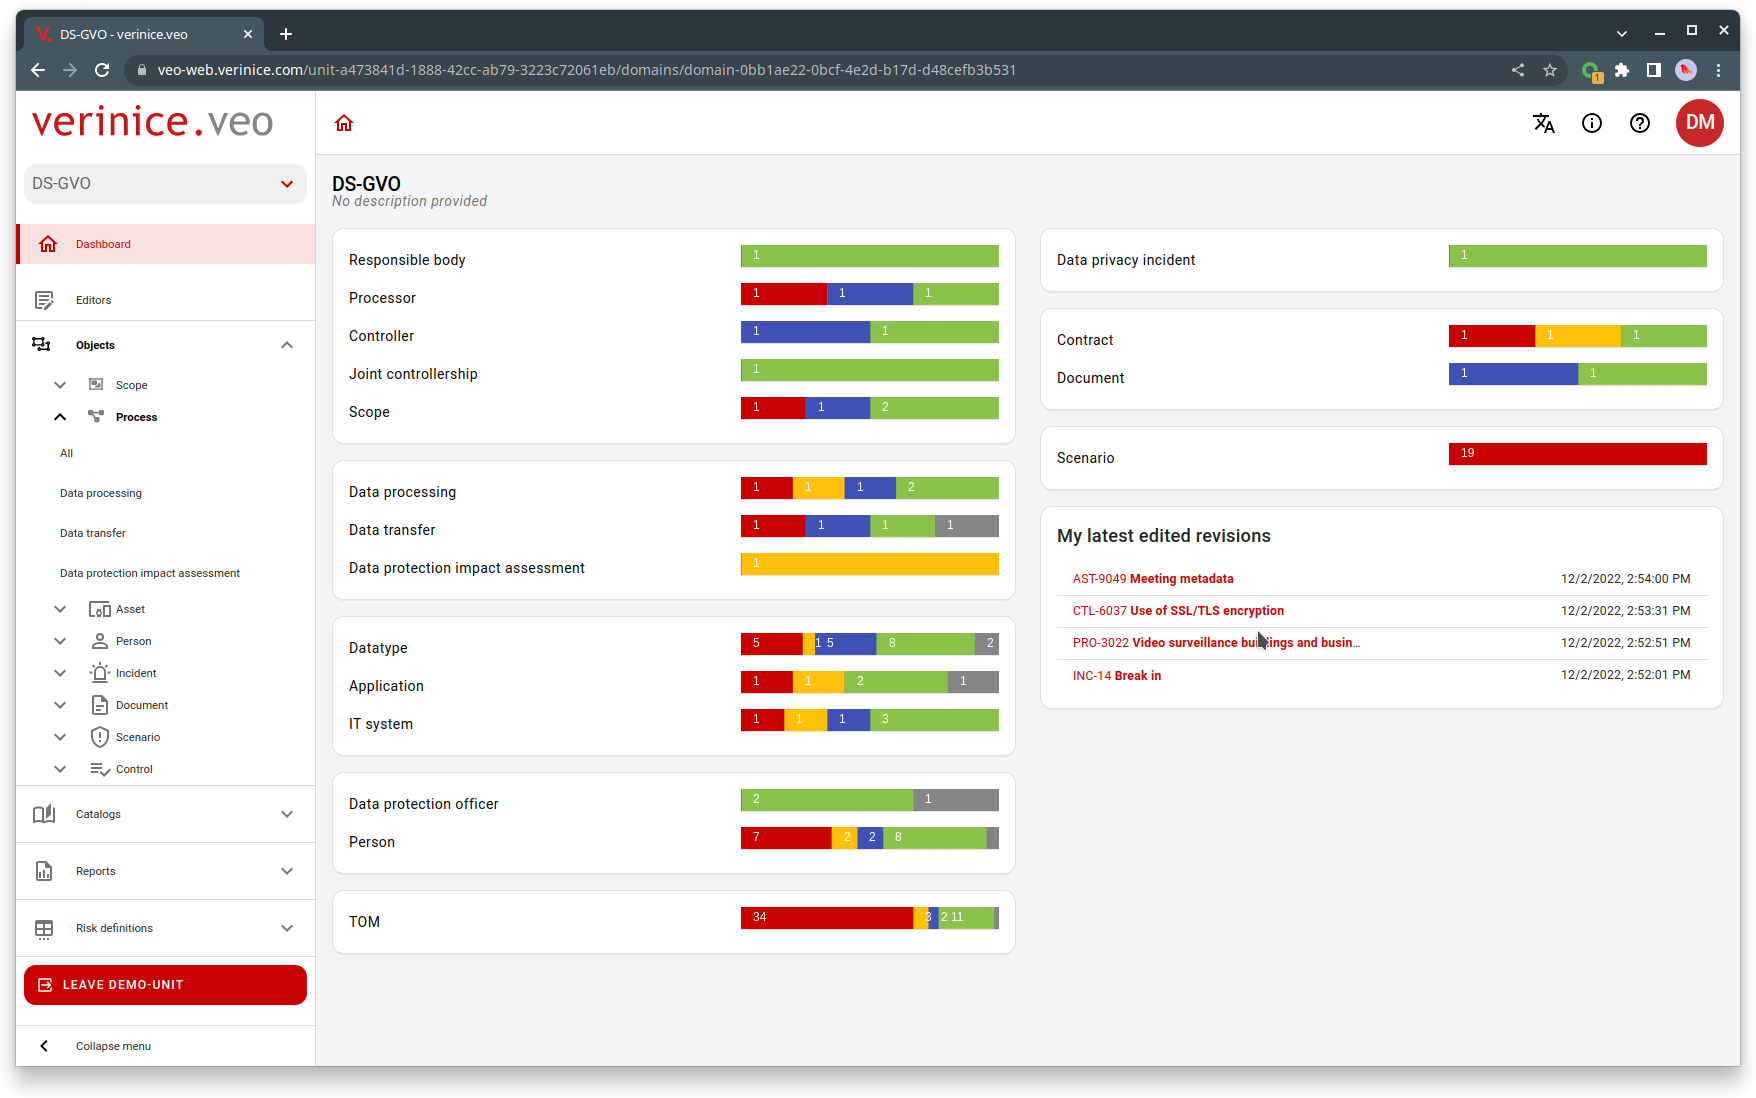 DS-GVO - verinice.veo
veo-web.verinice.com/unit-a473841d-1888-42cc-ab79-3223c72061eb/domains/domain-0bb1ae22-0bcf-4e2d-b17d-d48cefb3b531
1
verinice.veo
DM
DS-GVO
Dashboard
Editors
Objects
Scope
Process
All
Data processing
Data transfer
Data protection impact assessment
Asset
Person
Incident
Document
Scenario
Control
Catalogs
Reports
Risk definitions
LEAVE DEMO-UNIT
Collapse menu
DS-GVO
No description provided
Responsible body 1
Processor 1 1 1
Controller 1 1
Joint controllership 1
Scope 1 1 2
Data processing 1 1 1 2
Data transfer 1 1 1 1
Data protection impact assessment 1
Datatype 5 1 5 8 2
Application 1 1 2 1
IT system 1 1 1 3
Data protection officer 2 1
Person 7 2 2 8
TOM 34 3 2 11
Data privacy incident 1
Contract 1 1 1
Document 1 1
Scenario 19
My latest edited revisions
AST-9049 Meeting metadata 12/2/2022, 2:54:00 PM
CTL-6037 Use of SSL/TLS encryption 12/2/2022, 2:53:31 PM
PRO-3022 Video surveillance buildings and busin... 12/2/2022, 2:52:51 PM
INC-14 Break in 12/2/2022, 2:52:01 PM